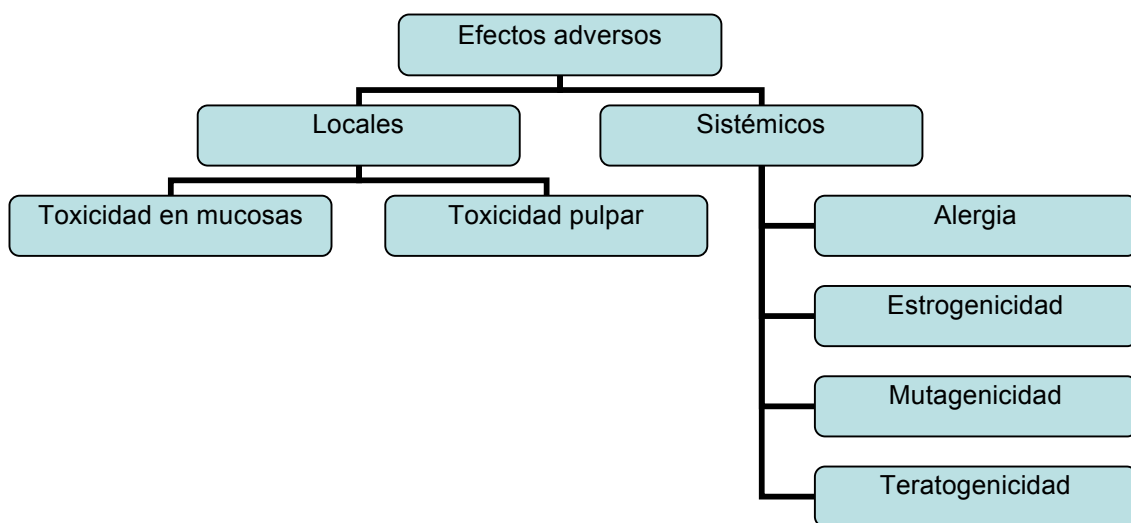 Efectos adversos
Locales
Sistémicos
Toxicidad en mucosas
Toxicidad pulpar
Alergia
Estrogenicidad
Mutagenicidad
Teratogenicidad